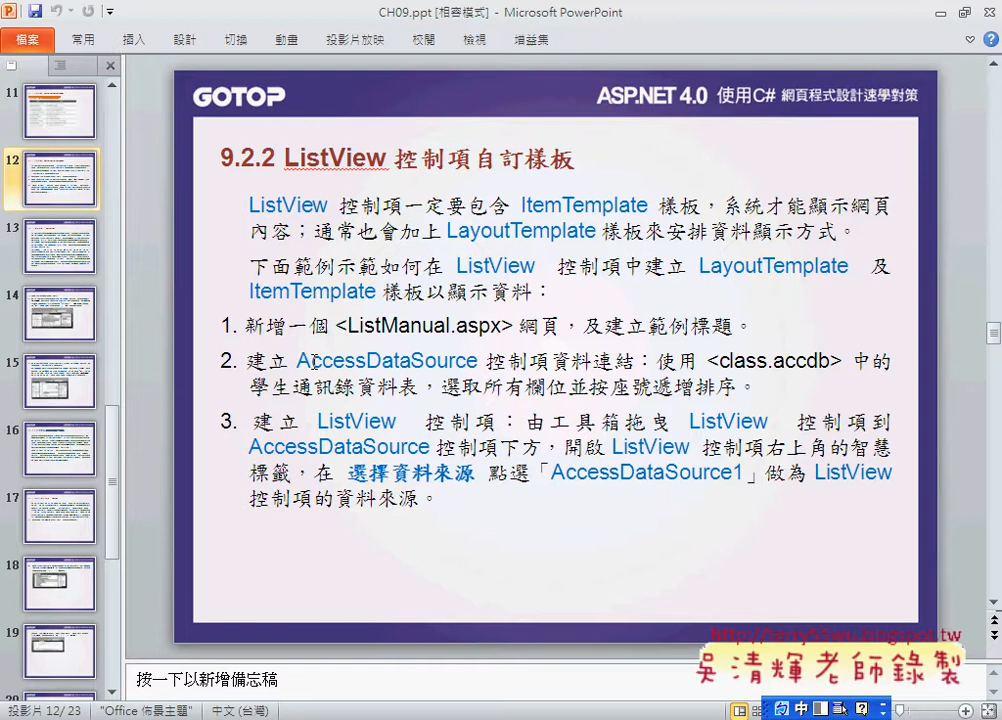 CH09.ppt [相容模式] - Microsoft PowerPoint
檔案 常用 插入 設計 切換 動畫 投影片放映 校閱 檢視 增益集
GOTOP
ASP.NET 4.0 使用C# 網頁程式設計速學對策
9.2.2 ListView 控制項自訂樣板
ListView 控制項一定要包含 ItemTemplate 樣板，系統才能顯示網頁
內容；通常也會加上 LayoutTemplate 樣板來安排資料顯示方式。
下面範例示範如何在 ListView 控制項中建立 LayoutTemplate 及
ItemTemplate 樣板以顯示資料：
1. 新增一個 <ListManual.aspx> 網頁，及建立範例標題。
2. 建立 AccessDataSource 控制項資料連結：使用 <class.accdb> 中的
學生通訊錄資料表，選取所有欄位並按座號遞增排序。
3. 建立 ListView 控制項：由工具箱拖曳 ListView 控制項到
AccessDataSource 控制項下方，開啟 ListView 控制項右上角的智慧
標籤，在 選擇資料來源 點選「AccessDataSource1」做為 ListView
控制項的資料來源。
11
12
13
14
15
16
17
18
19
http://terry55wu.blogspot.tw
吳清輝老師錄製
按一下以新增備忘稿
投影片 12/23 "Office 佈景主題" 中文 (台灣)
中